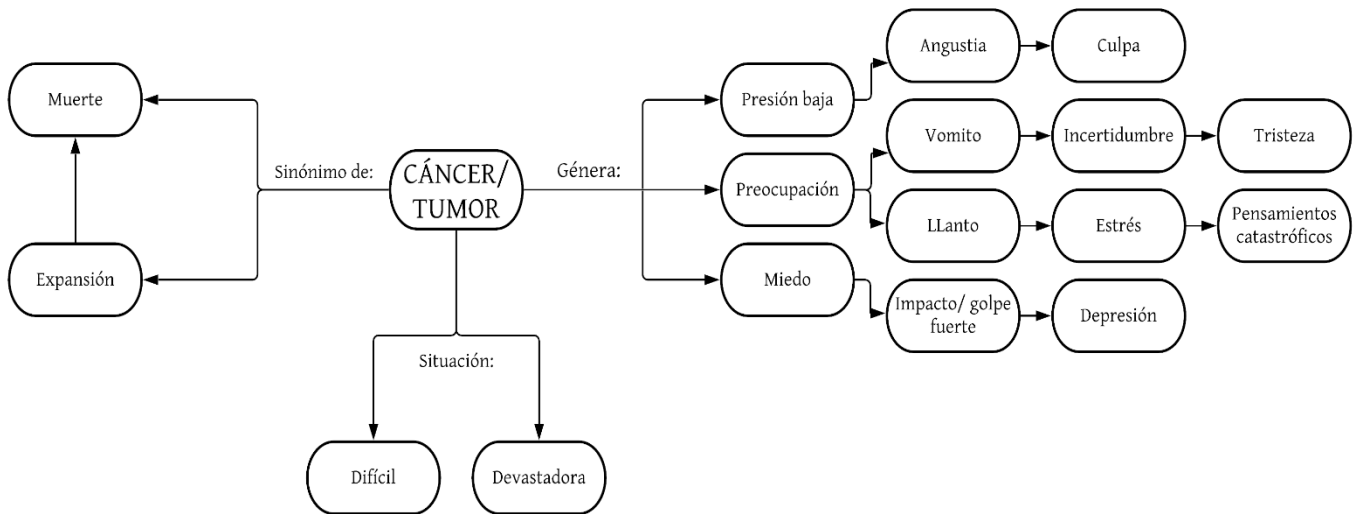 Angustia
Culpa
Muerte
Presión baja
Vomito
Incertidumbre
Tristeza
Sinónimo de:
CÁNCER/
TUMOR
Génera:
Preocupación
LLanto
Estrés
Pensamientos
catastróficos
Expansión
Miedo
Impacto/ golpe
fuerte
Depresión
Situación:
Difícil
Devastadora